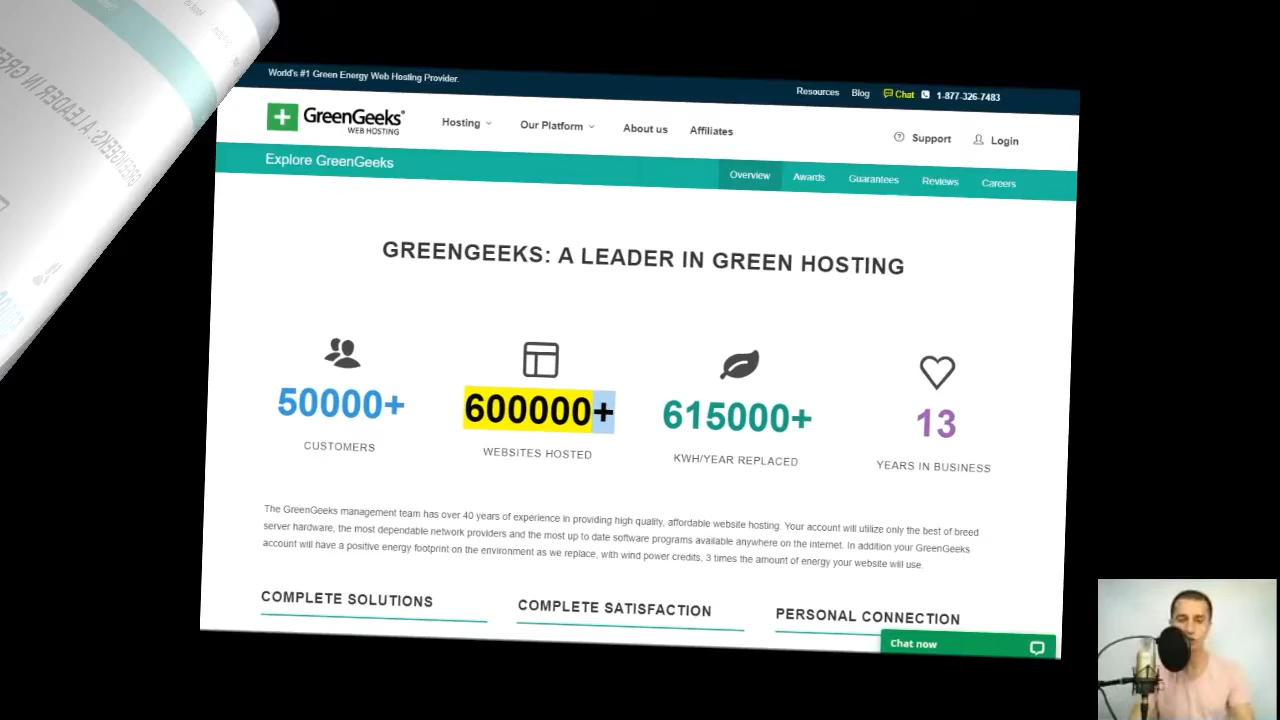 World's #1 Green Energy Web Hosting Provider.
Resources Blog Chat 1-877-326-7483
GreenGeeks®
WEB HOSTING
Hosting Our Platform About us Affiliates Support Login
Explore GreenGeeks
Overview Awards Guarantees Reviews Careers
GREENGEEKS: A LEADER IN GREEN HOSTING
50000+ 600000+ 615000+ 13
CUSTOMERS WEBSITES HOSTED KWH/YEAR REPLACED YEARS IN BUSINESS
The GreenGeeks management team has over 40 years of experience in providing high quality, affordable website hosting. Your account will utilize only the best of breed
server hardware, the most dependable network providers and the most up to date software programs available anywhere on the internet. In addition your GreenGeeks
account will have a positive energy footprint on the environment as we replace, with wind power credits, 3 times the amount of energy your website will use.
COMPLETE SOLUTIONS COMPLETE SATISFACTION PERSONAL CONNECTION
Chat now